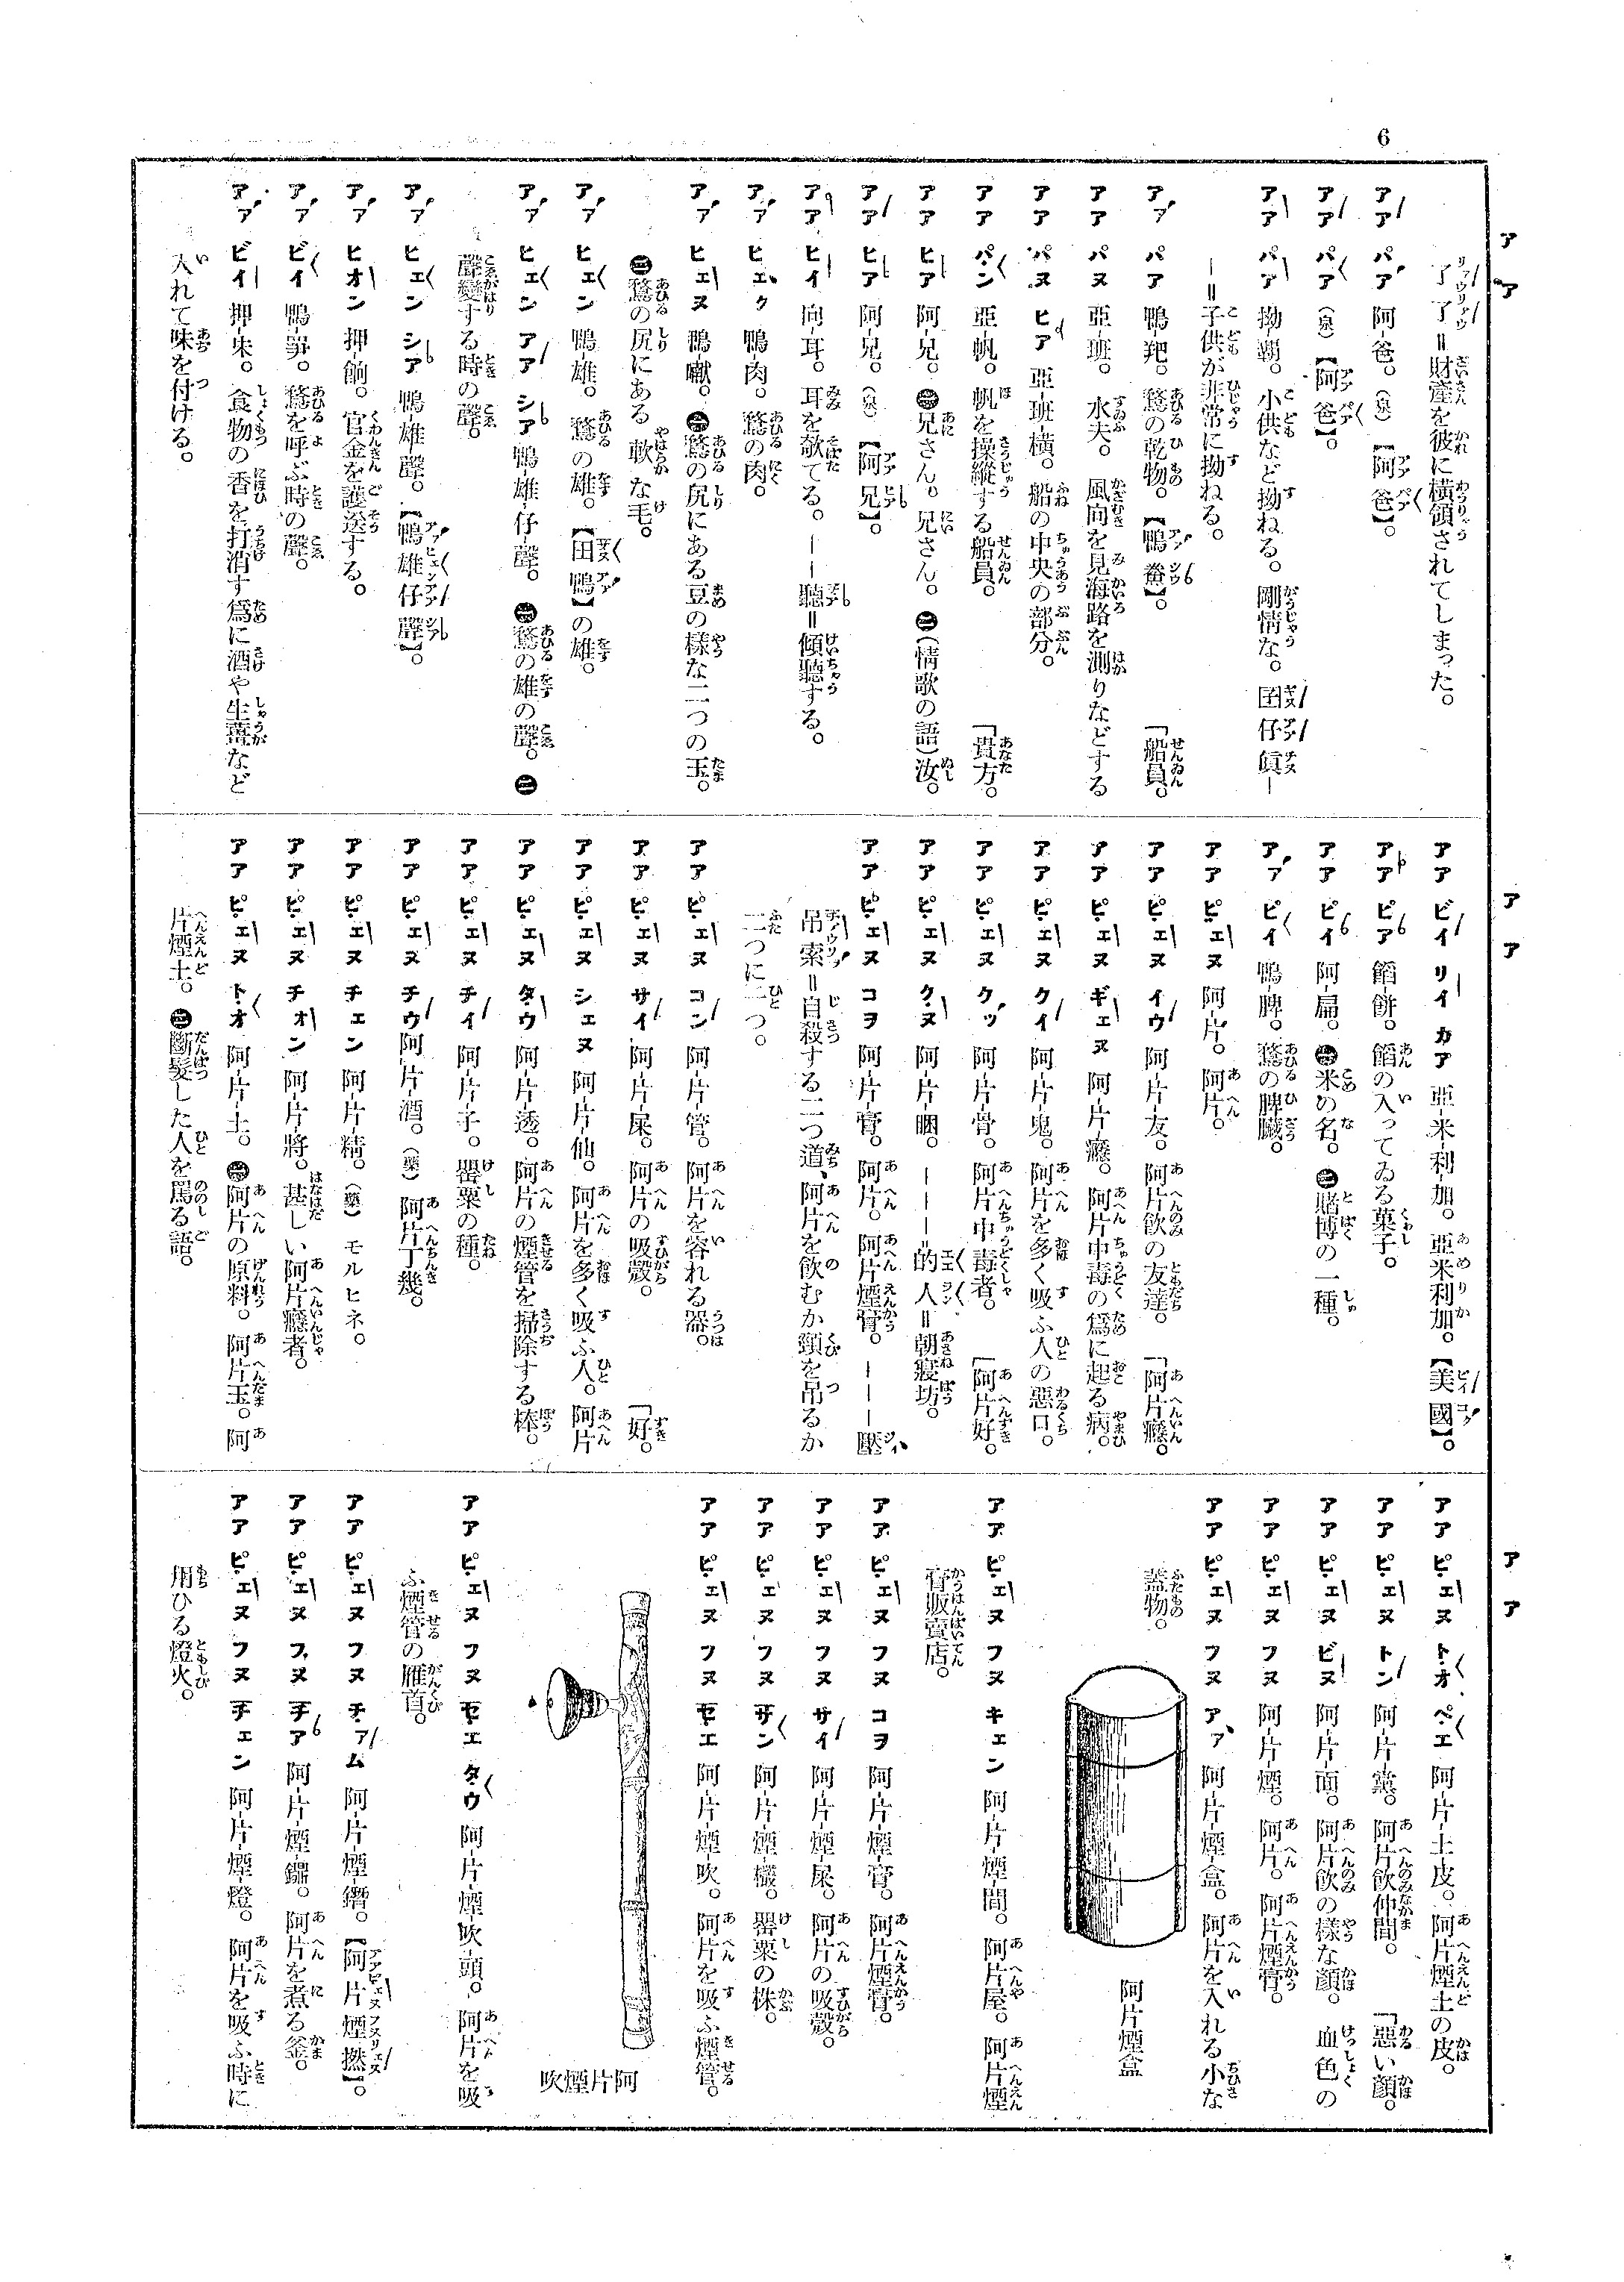 6
ア ア
了了＝財產を彼に橫領されてしまった。
アア パア 阿爸。（泉）【阿爸】。
アア パア （泉）【阿爸】。
アア パア 拗覇。小供など拗ねる。剛情な。囝仔眞－
－＝子供が非常に拗ねる。
アア パア 鴨羓。鶩の乾物。【鴨鯗】。
アア パヌ 亞班。水夫。風向を見海路を測りなどする
「船員。
アア パヌ ヒア 亞班橫。船の中央の部分。
アア パン 亞帆。帆を操縱する船員。
アア ヒア 阿兄。㊀兄さん。兄さん。㊁（情歌の語）汝。
「貴方。
アア ヒア 阿兄。（泉）【阿兄】。
アア ヒイ 向耳。耳を欹てる。－－聽＝傾聽する。
アア ヒェク 鴨肉。鶩の肉。
アア ヒェヌ 鴨𪖐。㊀鶩の尻にある豆の樣な二つの玉。
㊁鶩の尻にある軟な毛。
アア ヒェン 鴨雄。鶩の雄。【田鴨】の雄。
アア ヒェン アア シア 鴨雄仔聲。㊀鶩の雄の聲。㊁
聲變する時の聲。
アア ヒェン シア 鴨雄聲。【鴨雄仔聲】。
アア ヒオン 押餉。官金を護送する。
アア ビイ 鴨咩。鶩を呼ぶ時の聲。
アア ビイ 押味。食物の香を打消す爲に酒や生薑など
入れて味を付ける。
ア ア
アア ビイ リイ カア 亞米利加。亞米利加。【美國】。
アア ピア 餡餅。餡の入ってゐる菓子。
アア ピイ 阿扁。㊀米の名。㊁賭博の一種。
アア ピイ 鴨脾。鶩の脾臟。
アア ピェヌ 阿片。阿片。
アア ピェヌ イウ 阿片友。阿片飮の友達。
「阿片癮。
アア ピェヌ ギェヌ 阿片癮。阿片中毒の爲に起る病。
アア ピェヌ クイ 阿片鬼。阿片を多く吸ふ人の惡口。
アア ピェヌ クッ 阿片骨。阿片中毒者。
「阿片好。
アア ピェヌ クヌ 阿片睏。－－－的人＝朝寢坊。
アア ピェヌ コヲ 阿片膏。阿片。阿片煙膏。－－－壓
吊索＝自殺する二つ道、阿片を飮むか頸を吊るか
二つに一つ。
アア ピェヌ コン 阿片管。阿片を容れる器。
アア ピェヌ サイ 阿片屎。阿片の吸殼。
「好。
アア ピェヌ シェヌ 阿片仙。阿片を多く吸ふ人。阿片
アア ピェヌ タウ 阿片透。阿片の煙管を掃除する棒。
アア ピェヌ チイ 阿片子。罌粟の種。
アア ピェヌ チウ 阿片酒。（藥）阿片丁幾。
アア ピェヌ チェン 阿片精。（藥）モルヒネ。
アア ピェヌ チオン 阿片將。甚しい阿片癮者。
アア ピェヌ トオ 阿片土。㊀阿片の原料。阿片玉。阿
片煙土。㊁斷髮した人を罵る語。
ア ア
アア ピェヌ トオ ペエ 阿片土皮。阿片煙土の皮。
アア ピェヌ トン 阿片黨。阿片飮仲間。
「惡い顏。
アア ピェヌ ビヌ 阿片面。阿片飮の樣な顏。血色の
アア ピェヌ フヌ 阿片煙。阿片。阿片煙膏。
アア ピェヌ フヌ アア 阿片煙盒。阿片を入れる小な
蓋物。
阿片煙盒
アア ピェヌ フヌ キェン 阿片煙間。阿片屋。阿片煙
膏販賣店。
アア ピェヌ フヌ コヲ 阿片煙膏。阿片煙膏。
アア ピェヌ フヌ サイ 阿片煙屎。阿片の吸殼。
アア ピェヌ フヌ ザン 阿片煙欉。罌粟の株。
アア ピェヌ フヌ セエ 阿片煙吹。阿片を吸ふ煙管。
吹煙片阿
アア ピェヌ フヌ セエ タウ 阿片煙吹頭。阿片を吸
ふ煙管の雁首。
アア ピェヌ フヌ チアム 阿片煙鐕。【阿片煙撚】。
アア ピェヌ フヌ チア 阿片煙鐤。阿片を煮る釜。
アア ピェヌ フヌ チェン 阿片煙燈。阿片を吸ふ時に
用ひる燈火。